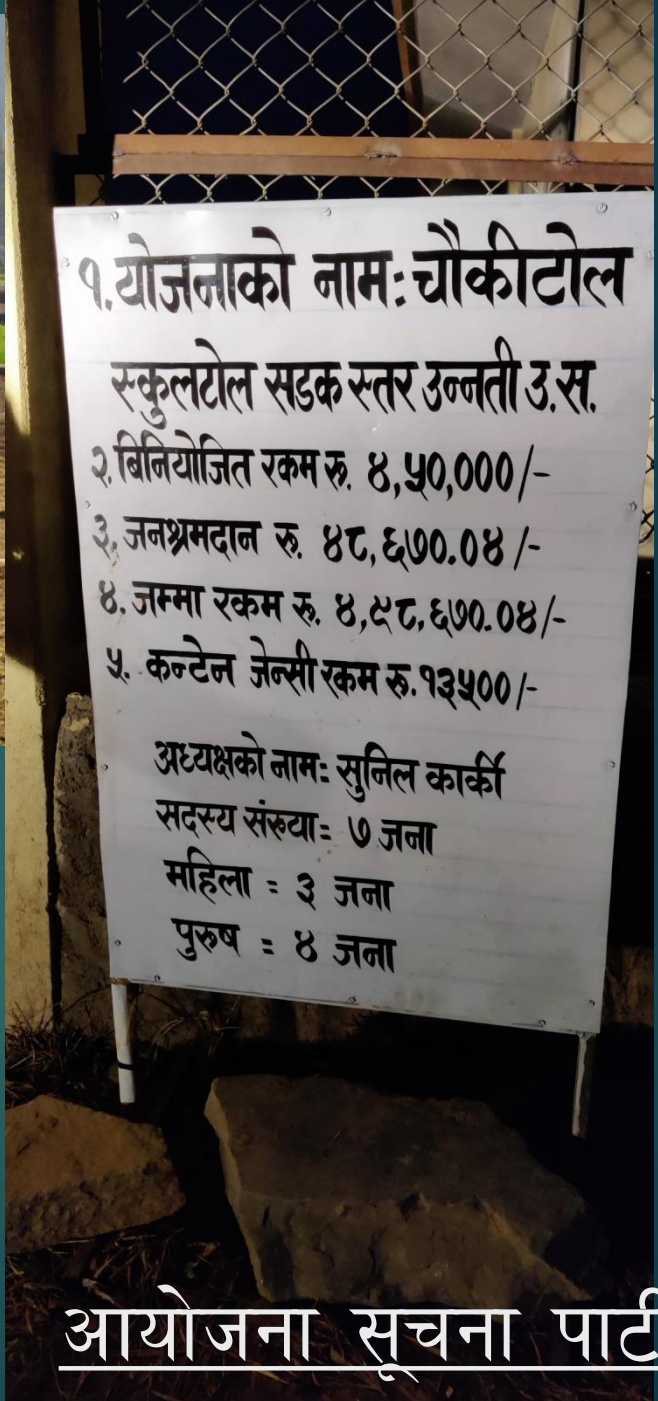 १. योजनाको नाम: चौकीटोल
स्कुलटोल सडक स्तर उन्नती उ.स.
२. बिनियोजित रकम रू. ४,५०,०००/-
३. जनश्रमदान रु. ४८,६७०.०४/-
४. जम्मा रकम रु. ४,९८,६७०.०४/-
५. कन्टेन जेन्सी रकम रू. १३५००/-
अध्यक्षको नाम: सुनिल कार्की
सदस्य संख्या= ७ जना
महिला = ३ जना
पुरुष = ४ जना
आयोजना सूचना पाटी